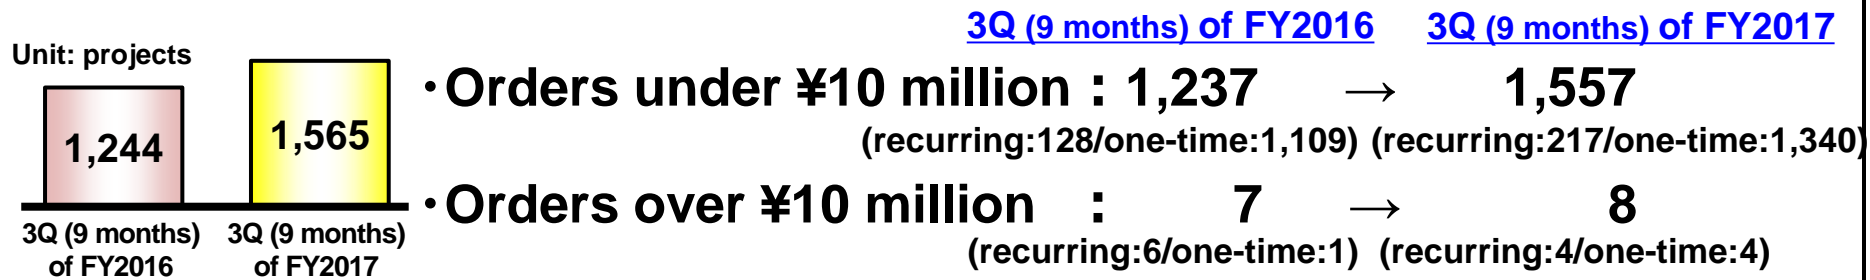 Unit: projects
1,244
1,565
3Q (9 months)
of FY2016
3Q (9 months)
of FY2017
3Q (9 months) of FY2016
3Q (9 months) of FY2017
・Orders under ¥10 million : 1,237 → 1,557
(recurring:128/one-time:1,109) (recurring:217/one-time:1,340)
・Orders over ¥10 million : 7 → 8
(recurring:6/one-time:1) (recurring:4/one-time:4)